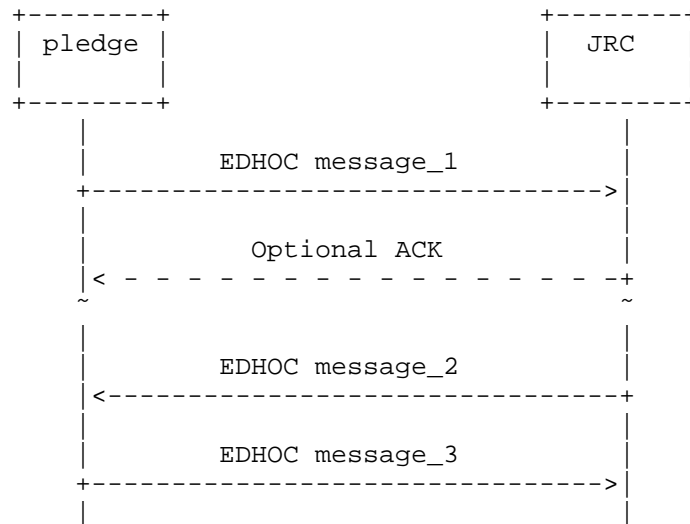 pledge JRC
EDHOC message_1
Optional ACK
EDHOC message_2
EDHOC message_3